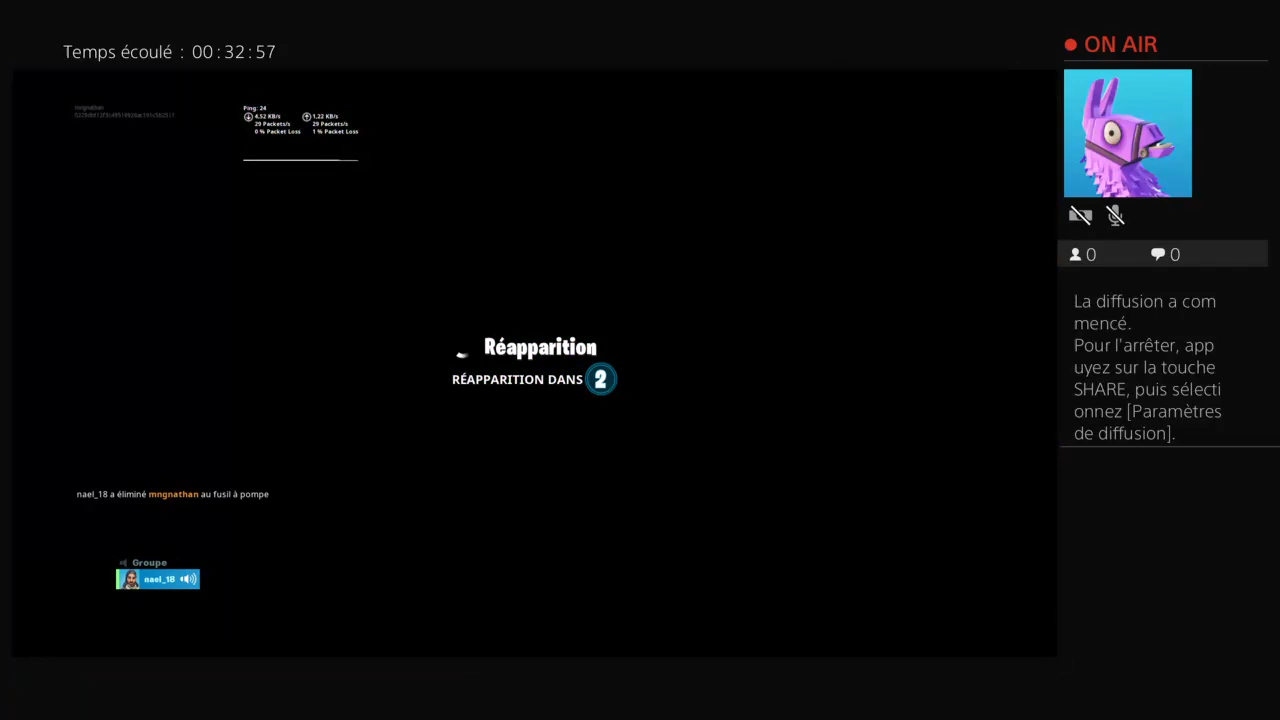 Temps écoulé : 00:32:57
ON AIR
mngnathan
Ping: 24
4,52 KB/s 1,22 KB/s
29 Packets/s 29 Packets/s
0 % Packet Loss 1 % Packet Loss
0
0
La diffusion a com
mencé.
Pour l'arrêter, app
uyez sur la touche
SHARE, puis sélecti
onnez [Paramètres
de diffusion].
Réapparition
RÉAPPARITION DANS 2
nael_18 a éliminé mngnathan au fusil à pompe
Groupe
nael_18